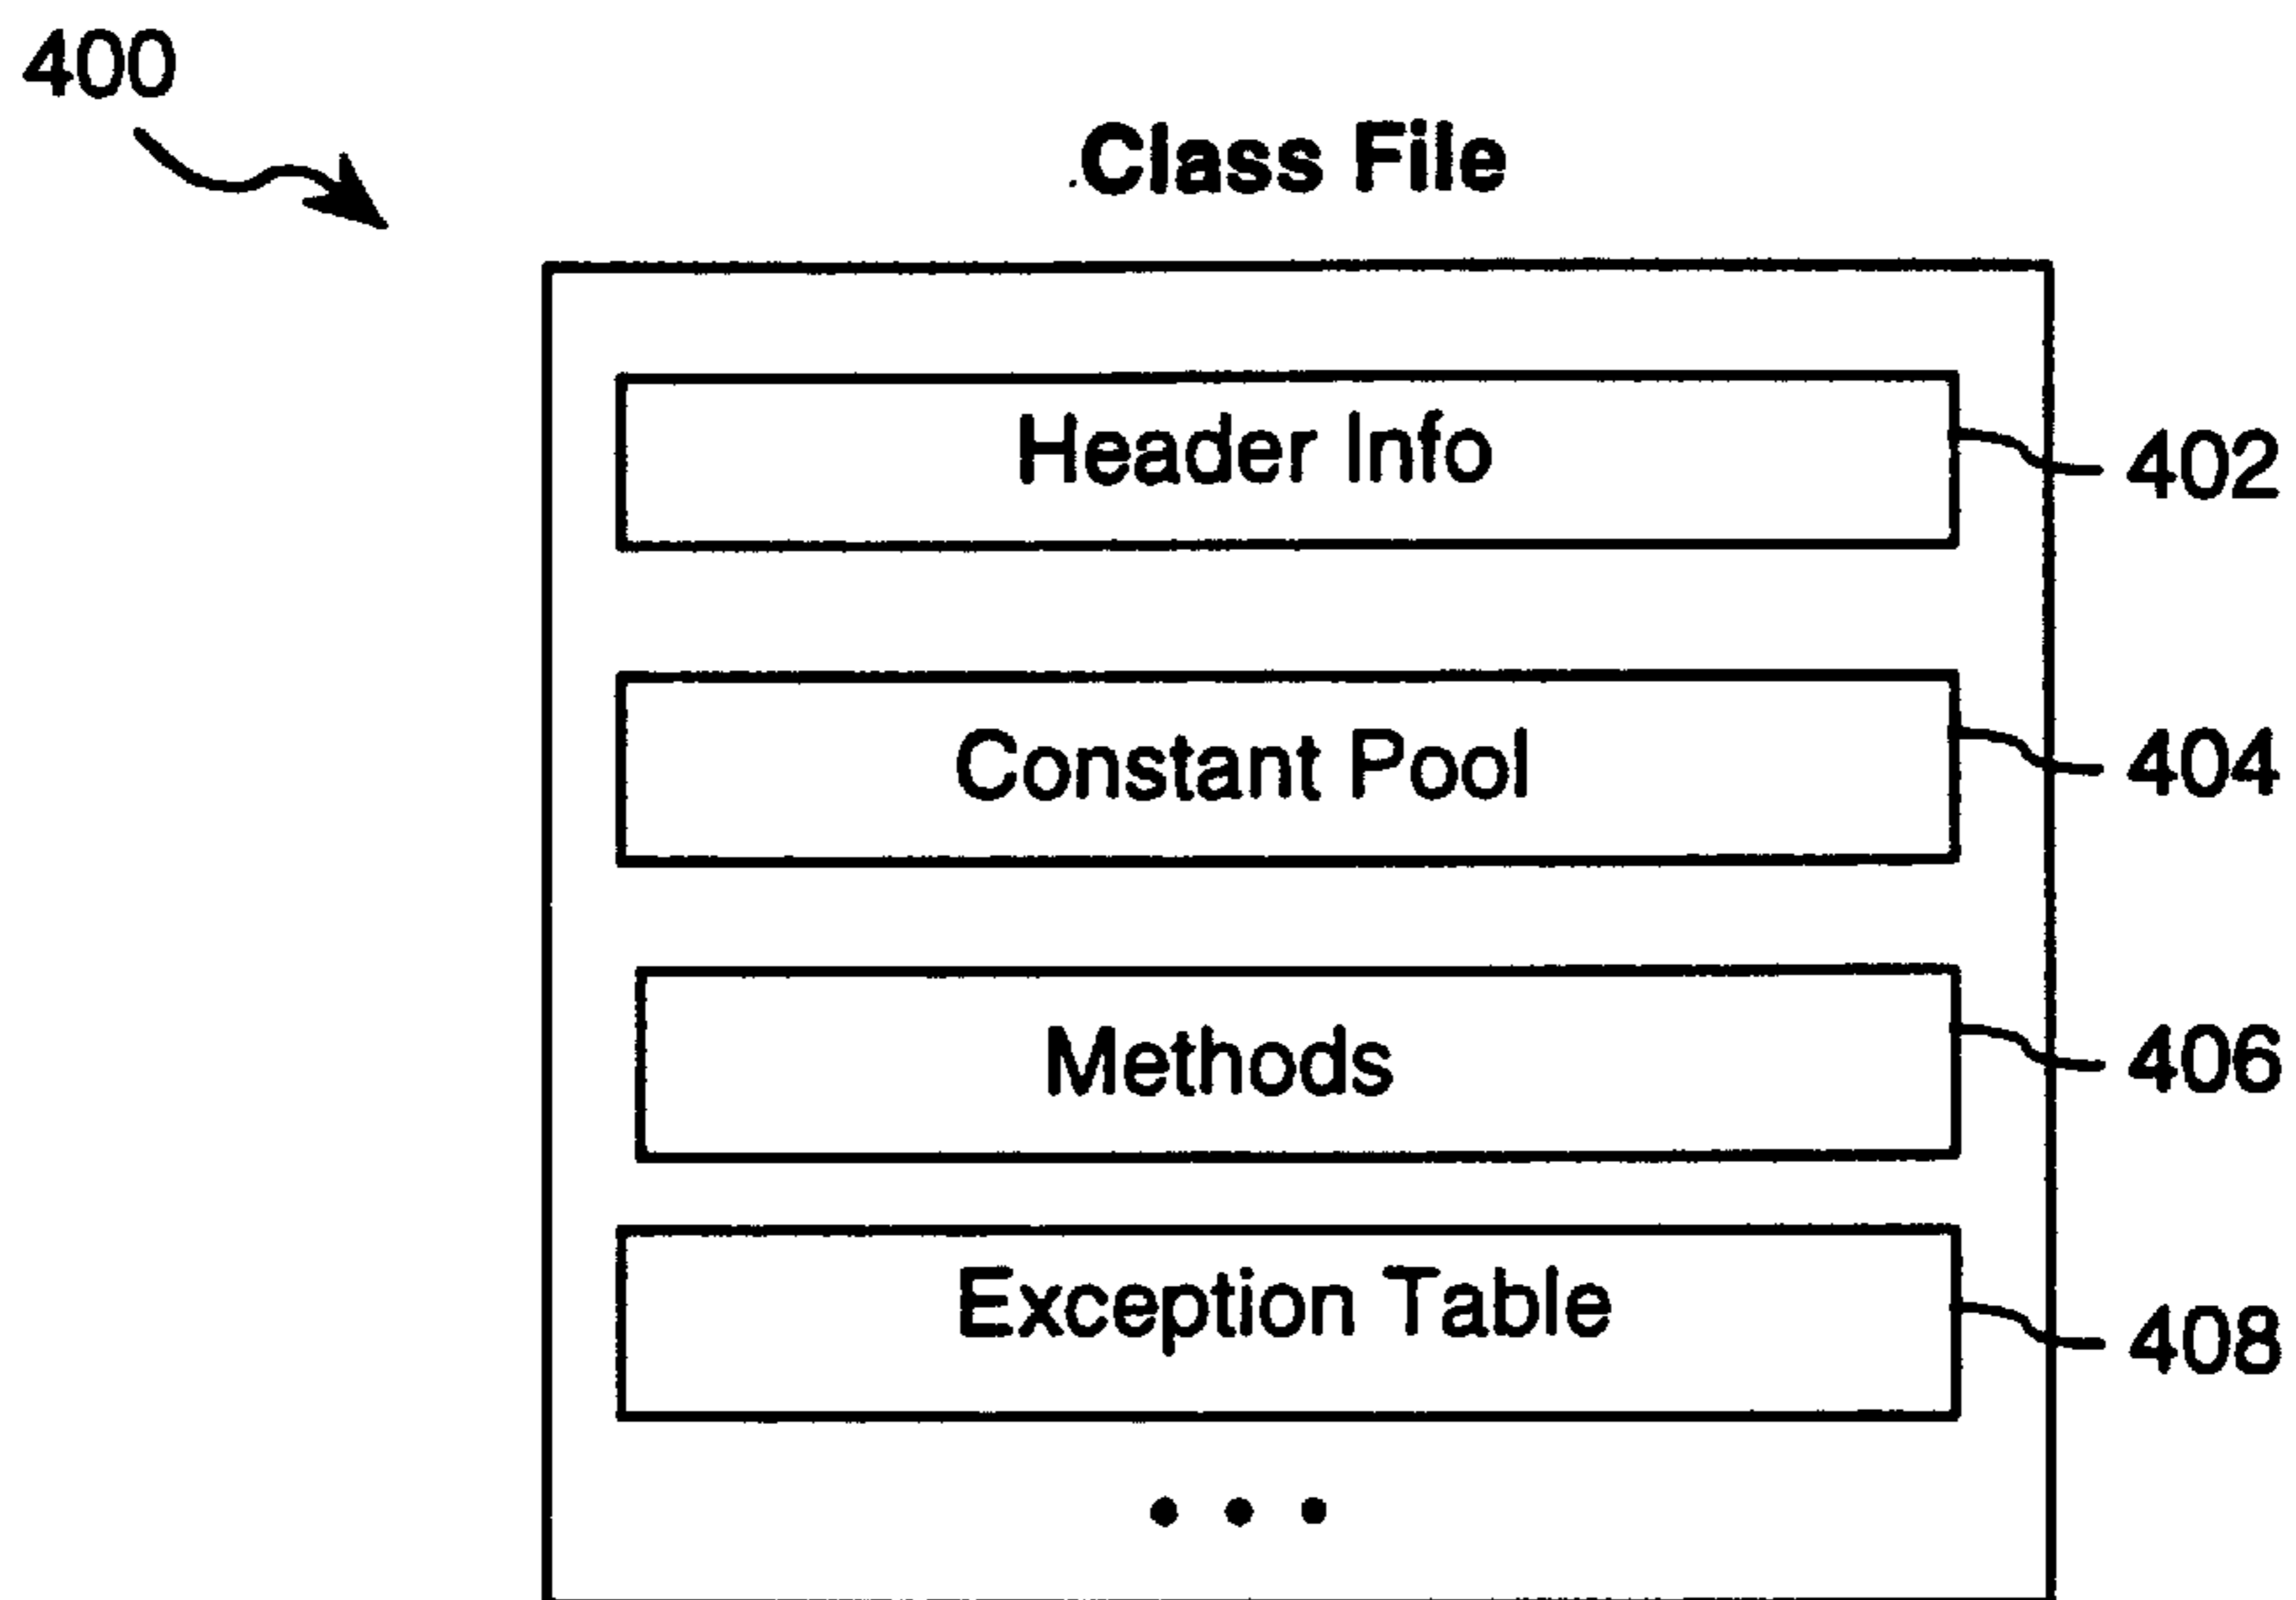 400
Class File
Header Info
402
Constant Pool
404
Methods
406
Exception Table
408
• • •